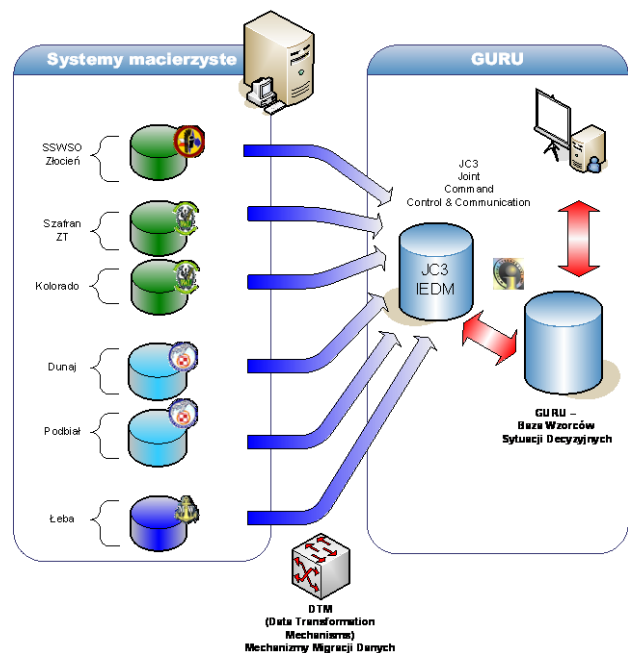 Systemy macierzyste
GURU
SSWSO
Złocień
Szafran
ZT
Kolorado
Dunaj
Podbiał
Łeba
JC3
Joint
Command
Control & Communication
JC3
IEDM
GURU –
Baza Wzorców
Sytuacji Decyzyjnych
DTM
(Data Transformation
Mechanisms)
Mechanizmy Migracji Danych